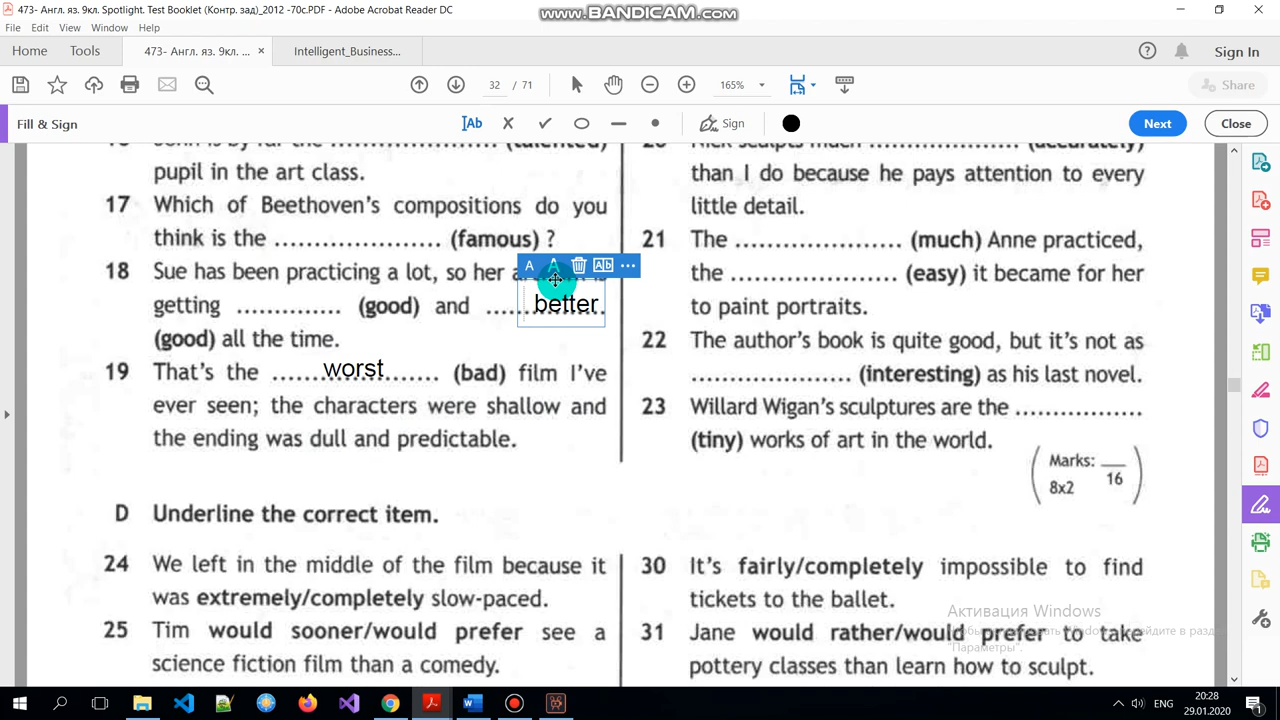 473- Англ. яз. 9кл. Spotlight. Test Booklet (Контр. зад)_2012 -70c.PDF - Adobe Acrobat Reader DC
WWW.BANDICAM.COM
File Edit View Window Help
Home Tools 473- Англ. яз. 9кл. ... × Intelligent_Business... Sign In
32 / 71 165% Share
Fill & Sign Ab Sign Next Close
(talented)
pupil in the art class.
17 Which of Beethoven's compositions do you
think is the .................... (famous) ?
18 Sue has been practicing a lot, so her
getting ............. (good) and .............. better
(good) all the time.
19 That's the ......worst....... (bad) film I've
ever seen; the characters were shallow and
the ending was dull and predictable.
20 Nick sculpts much .................. (accurately)
than I do because he pays attention to every
little detail.
21 The .................... (much) Anne practiced,
the .................... (easy) it became for her
to paint portraits.
22 The author's book is quite good, but it's not as
................... (interesting) as his last novel.
23 Willard Wigan's sculptures are the ...............
(tiny) works of art in the world.
Marks: __
8x2 16
D Underline the correct item.
24 We left in the middle of the film because it
was extremely/completely slow-paced.
25 Tim would sooner/would prefer see a
science fiction film than a comedy.
30 It's fairly/completely impossible to find
tickets to the ballet.
31 Jane would rather/would prefer to take
pottery classes than learn how to sculpt.
Активация Windows
"Параметры".
ENG
20:28
29.01.2020